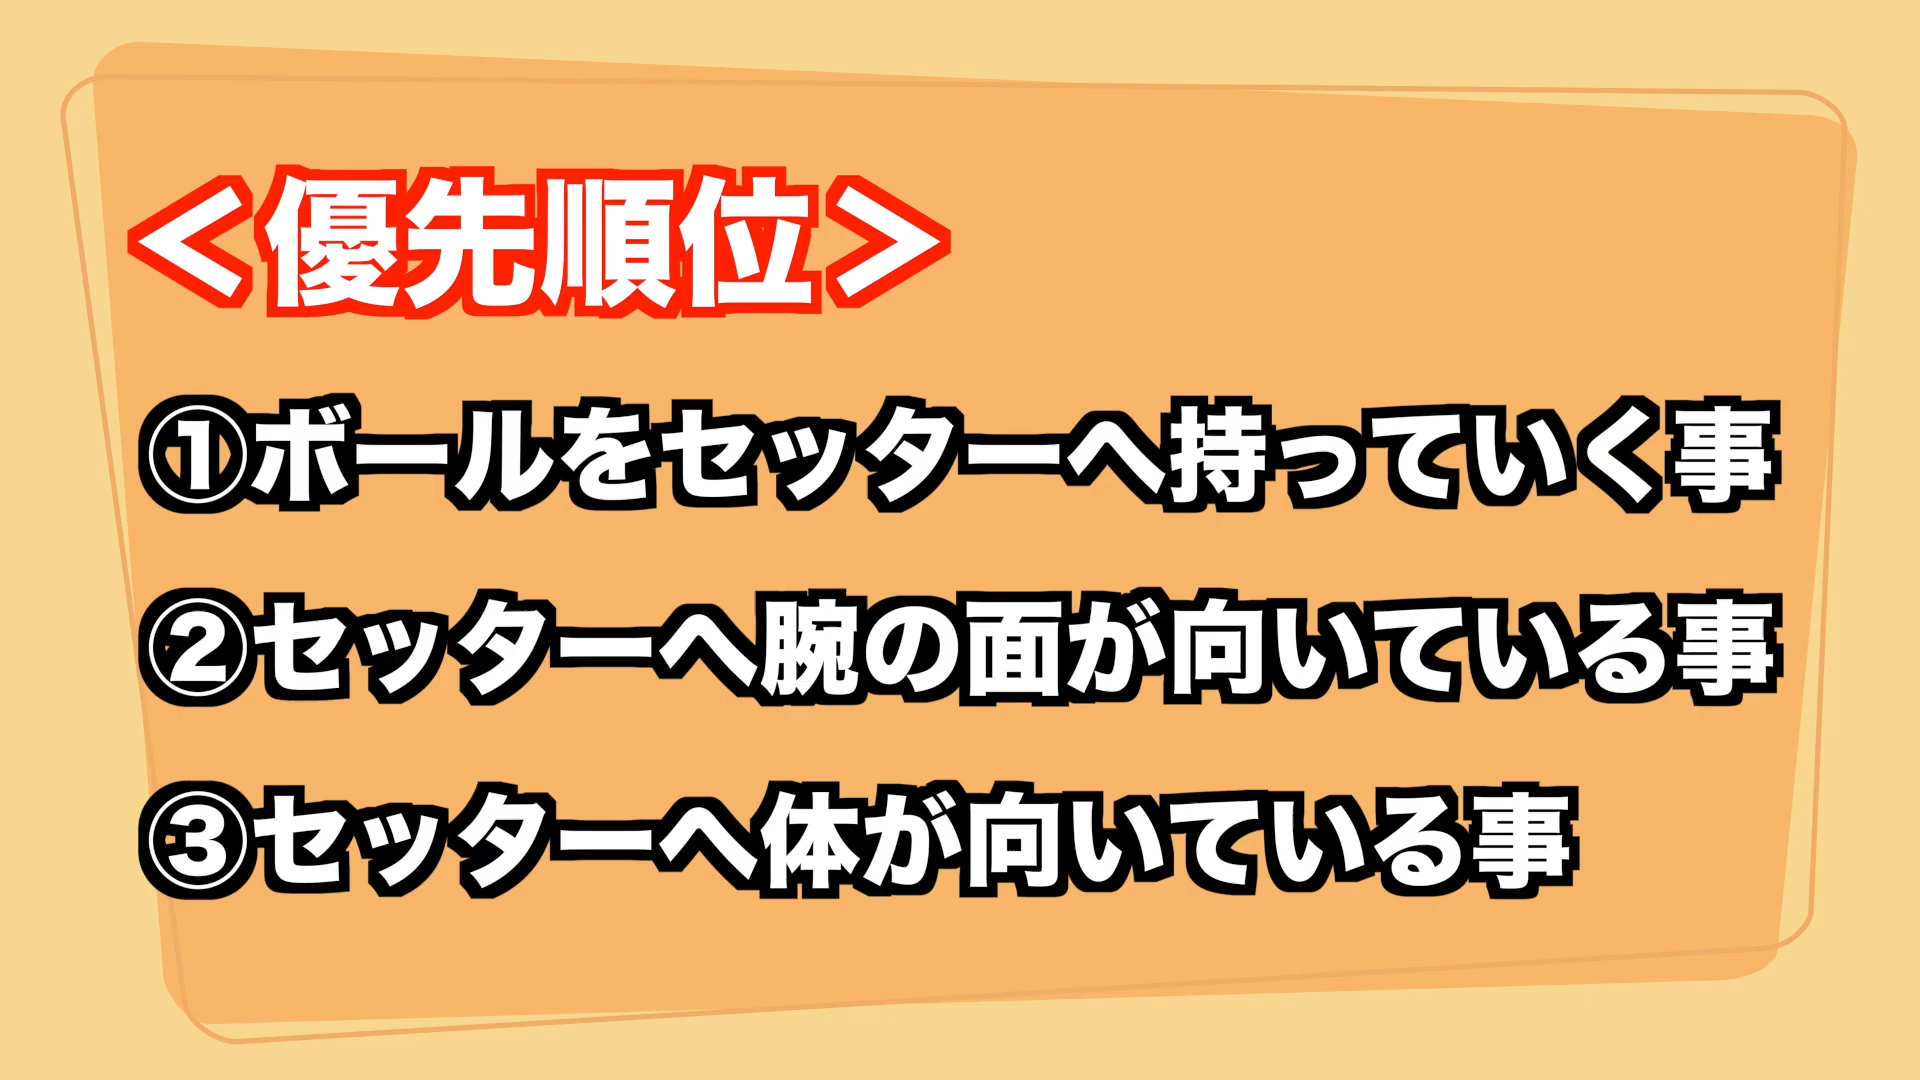 ＜優先順位＞
①ボールをセッターへ持っていく事
②セッターへ腕の面が向いている事
③セッターへ体が向いている事